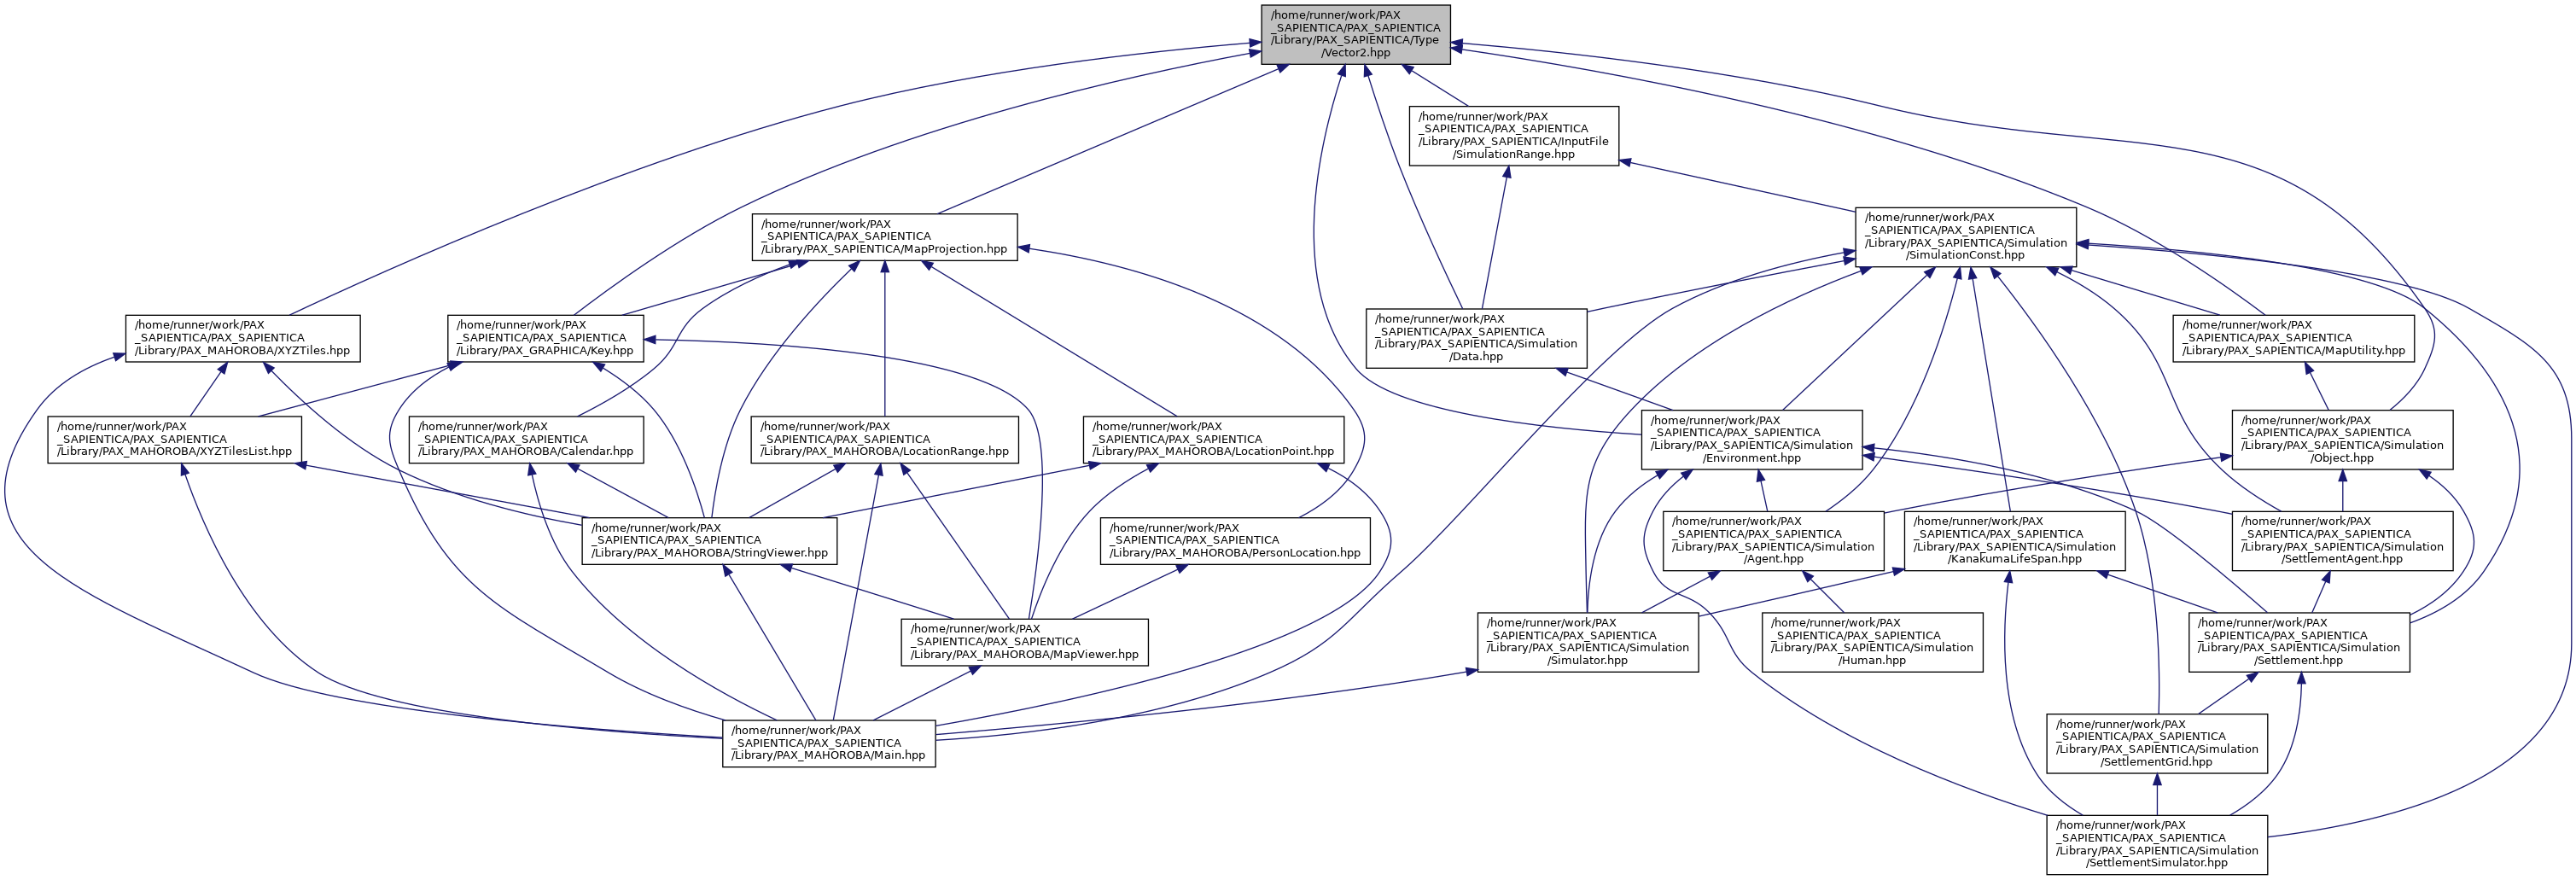 /home/runner/work/PAX
_SAPIENTICA/PAX_SAPIENTICA
/Library/PAX_SAPIENTICA/Type
/Vector2.hpp
/home/runner/work/PAX
_SAPIENTICA/PAX_SAPIENTICA
/Library/PAX_SAPIENTICA/InputFile
/SimulationRange.hpp
/home/runner/work/PAX
_SAPIENTICA/PAX_SAPIENTICA
/Library/PAX_SAPIENTICA/MapProjection.hpp
/home/runner/work/PAX
_SAPIENTICA/PAX_SAPIENTICA
/Library/PAX_SAPIENTICA/Simulation
/SimulationConst.hpp
/home/runner/work/PAX
_SAPIENTICA/PAX_SAPIENTICA
/Library/PAX_MAHOROBA/XYZTiles.hpp
/home/runner/work/PAX
_SAPIENTICA/PAX_SAPIENTICA
/Library/PAX_GRAPHICA/Key.hpp
/home/runner/work/PAX
_SAPIENTICA/PAX_SAPIENTICA
/Library/PAX_SAPIENTICA/Simulation
/Data.hpp
/home/runner/work/PAX
_SAPIENTICA/PAX_SAPIENTICA
/Library/PAX_SAPIENTICA/MapUtility.hpp
/home/runner/work/PAX
_SAPIENTICA/PAX_SAPIENTICA
/Library/PAX_MAHOROBA/XYZTilesList.hpp
/home/runner/work/PAX
_SAPIENTICA/PAX_SAPIENTICA
/Library/PAX_MAHOROBA/Calendar.hpp
/home/runner/work/PAX
_SAPIENTICA/PAX_SAPIENTICA
/Library/PAX_MAHOROBA/LocationRange.hpp
/home/runner/work/PAX
_SAPIENTICA/PAX_SAPIENTICA
/Library/PAX_MAHOROBA/LocationPoint.hpp
/home/runner/work/PAX
_SAPIENTICA/PAX_SAPIENTICA
/Library/PAX_SAPIENTICA/Simulation
/Environment.hpp
/home/runner/work/PAX
_SAPIENTICA/PAX_SAPIENTICA
/Library/PAX_SAPIENTICA/Simulation
/Object.hpp
/home/runner/work/PAX
_SAPIENTICA/PAX_SAPIENTICA
/Library/PAX_MAHOROBA/StringViewer.hpp
/home/runner/work/PAX
_SAPIENTICA/PAX_SAPIENTICA
/Library/PAX_MAHOROBA/PersonLocation.hpp
/home/runner/work/PAX
_SAPIENTICA/PAX_SAPIENTICA
/Library/PAX_SAPIENTICA/Simulation
/Agent.hpp
/home/runner/work/PAX
_SAPIENTICA/PAX_SAPIENTICA
/Library/PAX_SAPIENTICA/Simulation
/KanakumaLifeSpan.hpp
/home/runner/work/PAX
_SAPIENTICA/PAX_SAPIENTICA
/Library/PAX_SAPIENTICA/Simulation
/SettlementAgent.hpp
/home/runner/work/PAX
_SAPIENTICA/PAX_SAPIENTICA
/Library/PAX_MAHOROBA/MapViewer.hpp
/home/runner/work/PAX
_SAPIENTICA/PAX_SAPIENTICA
/Library/PAX_SAPIENTICA/Simulation
/Simulator.hpp
/home/runner/work/PAX
_SAPIENTICA/PAX_SAPIENTICA
/Library/PAX_SAPIENTICA/Simulation
/Human.hpp
/home/runner/work/PAX
_SAPIENTICA/PAX_SAPIENTICA
/Library/PAX_SAPIENTICA/Simulation
/Settlement.hpp
/home/runner/work/PAX
_SAPIENTICA/PAX_SAPIENTICA
/Library/PAX_MAHOROBA/Main.hpp
/home/runner/work/PAX
_SAPIENTICA/PAX_SAPIENTICA
/Library/PAX_SAPIENTICA/Simulation
/SettlementGrid.hpp
/home/runner/work/PAX
_SAPIENTICA/PAX_SAPIENTICA
/Library/PAX_SAPIENTICA/Simulation
/SettlementSimulator.hpp